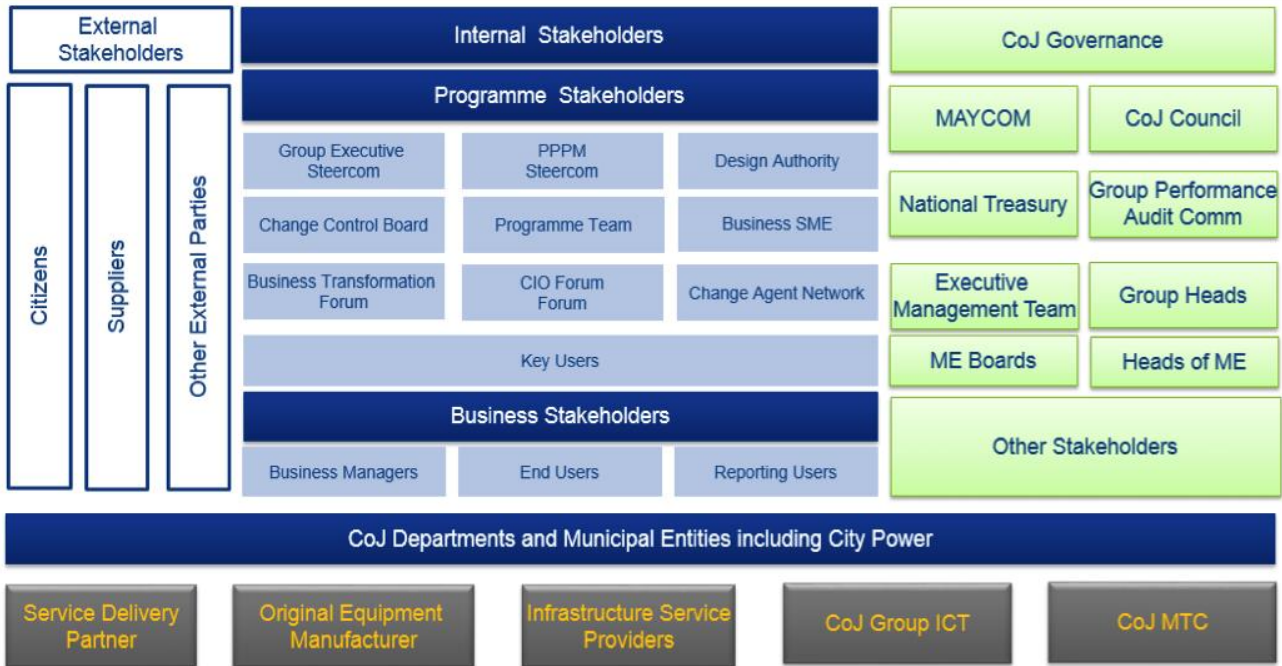 External
Stakeholders
Citizens
Suppliers
Other External Parties
Internal Stakeholders
Programme Stakeholders
Group Executive
Steercom
PPPM
Steercom
Design Authority
Change Control Board
Programme Team
Business SME
Business Transformation
Forum
CIO Forum
Forum
Change Agent Network
Key Users
Business Stakeholders
Business Managers
End Users
Reporting Users
CoJ Governance
MAYCOM
CoJ Council
National Treasury
Group Performance
Audit Comm
Executive
Management Team
Group Heads
ME Boards
Heads of ME
Other Stakeholders
CoJ Departments and Municipal Entities including City Power
Service Delivery
Partner
Original Equipment
Manufacturer
Infrastructure Service
Providers
CoJ Group ICT
CoJ MTC